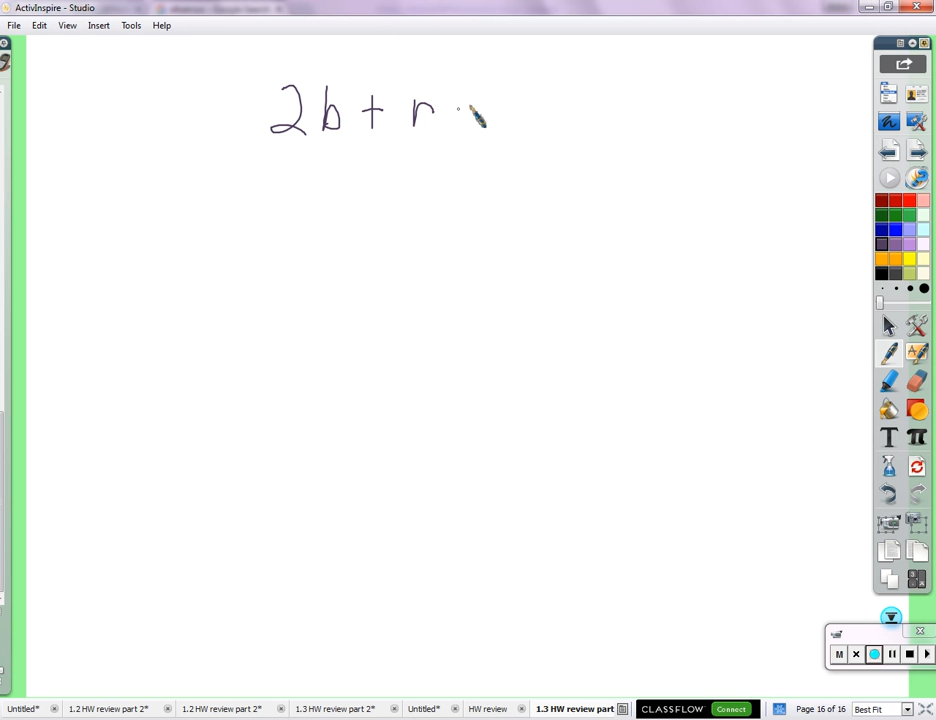 ActivInspire - Studio
File Edit View Insert Tools Help
2b + r
M
Untitled* 1.2 HW review part 2* 1.2 HW review part 2* 1.3 HW review part 2* Untitled* HW review 1.3 HW review part CLASSFLOW Connect Page 16 of 16 Best Fit